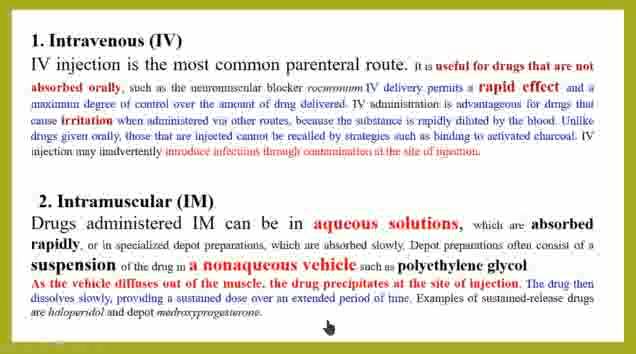 1. Intravenous (IV)
IV injection is the most common parenteral route. It is useful for drugs that are not
absorbed orally, such as the neuromuscular blocker rocuronium IV delivery permits a rapid effect and a
maximum degree of control over the amount of drug delivered. IV administration is advantageous for drugs that
cause irritation when administered via other routes, because the substance is rapidly diluted by the blood. Unlike
drugs given orally, those that are injected cannot be recalled by strategies such as binding to activated charcoal. IV
injection may inadvertently introduce infections through contamination at the site of injection.
2. Intramuscular (IM)
Drugs administered IM can be in aqueous solutions, which are absorbed
rapidly, or in specialized depot preparations, which are absorbed slowly. Depot preparations often consist of a
suspension of the drug in a nonaqueous vehicle such as polyethylene glycol
As the vehicle diffuses out of the muscle, the drug precipitates at the site of injection. The drug then
dissolves slowly, providing a sustained dose over an extended period of time. Examples of sustained-release drugs
are haloperidol and depot medroxyprogesterone.